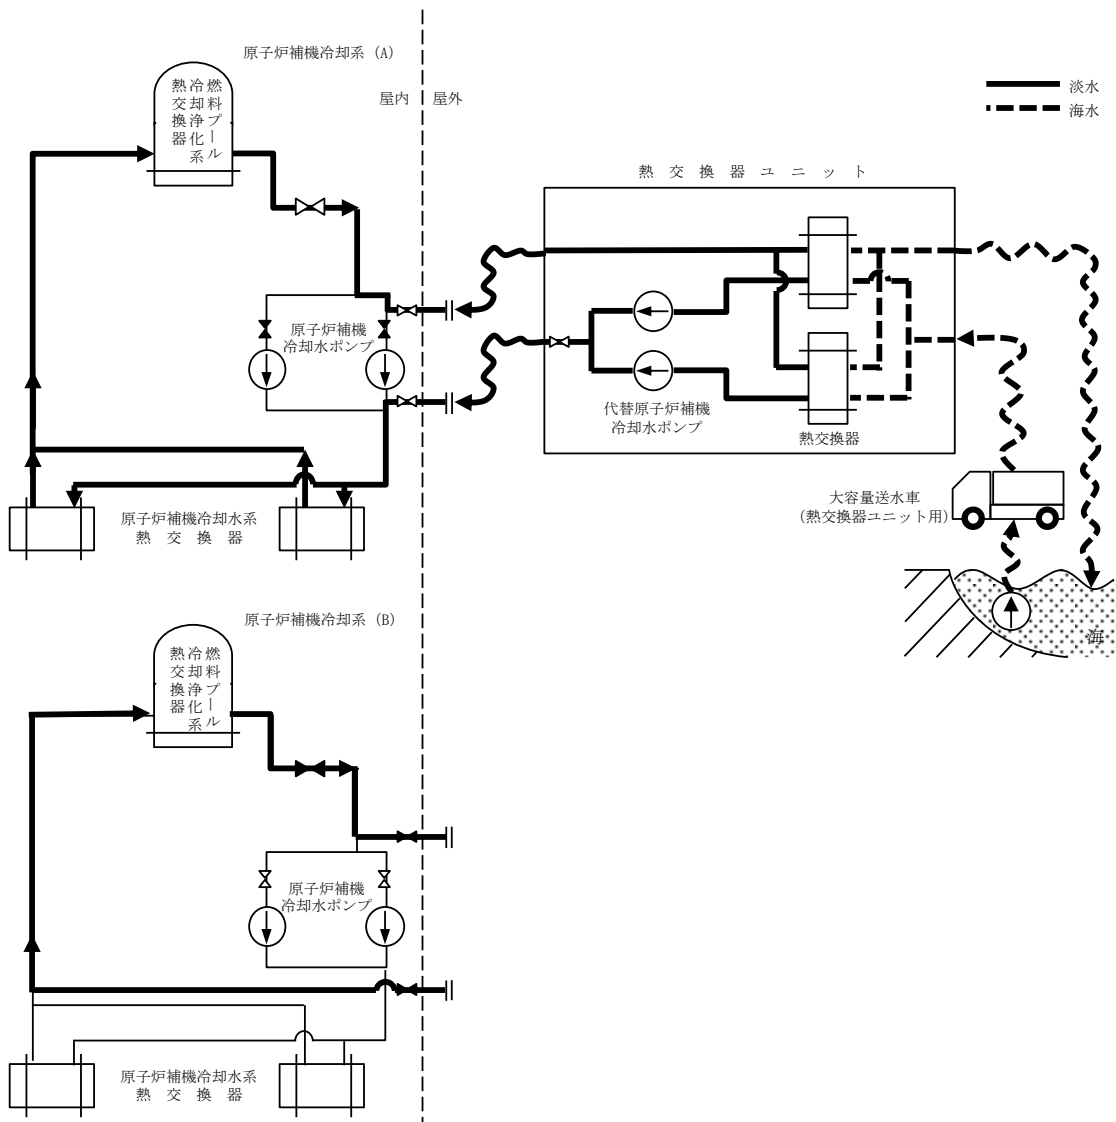 原子炉補機冷却系 (A)
屋内
屋外
燃料プール
冷却浄化系
熱交換器
淡水
海水
熱交換器ユニット
原子炉補機
冷却水ポンプ
代替原子炉補機
冷却水ポンプ
熱交換器
大容量送水車
(熱交換器ユニット用)
原子炉補機冷却水系
熱交換器
海
原子炉補機冷却系 (B)
燃料プール
冷却浄化系
熱交換器
原子炉補機
冷却水ポンプ
原子炉補機冷却水系
熱交換器